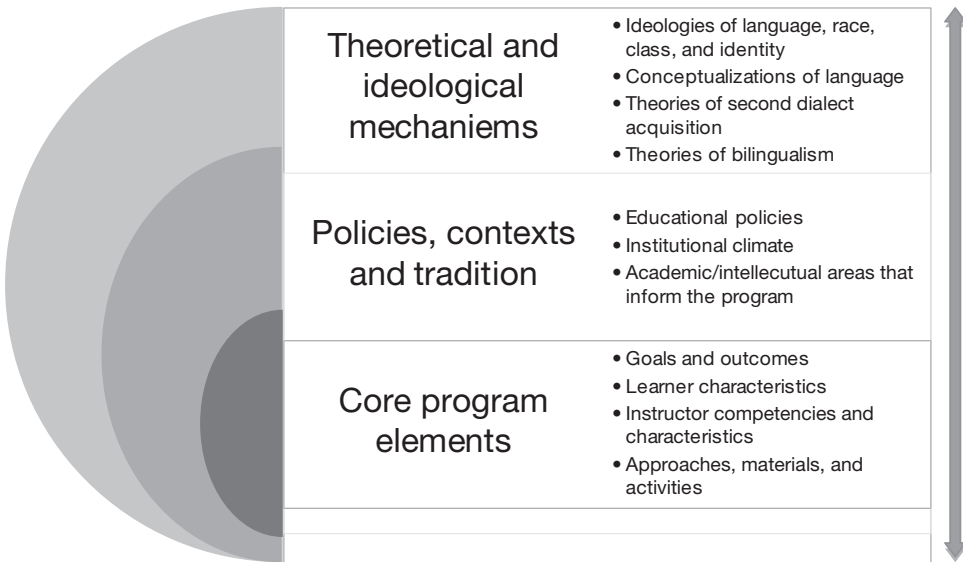 Theoretical and
ideological
mechaniems
• Ideologies of language, race,
class, and identity
• Conceptualizations of language
• Theories of second dialect
acquisition
• Theories of bilingualism
Policies, contexts
and tradition
• Educational policies
• Institutional climate
• Academic/intellecutual areas that
inform the program
Core program
elements
• Goals and outcomes
• Learner characteristics
• Instructor competencies and
characteristics
• Approaches, materials, and
activities